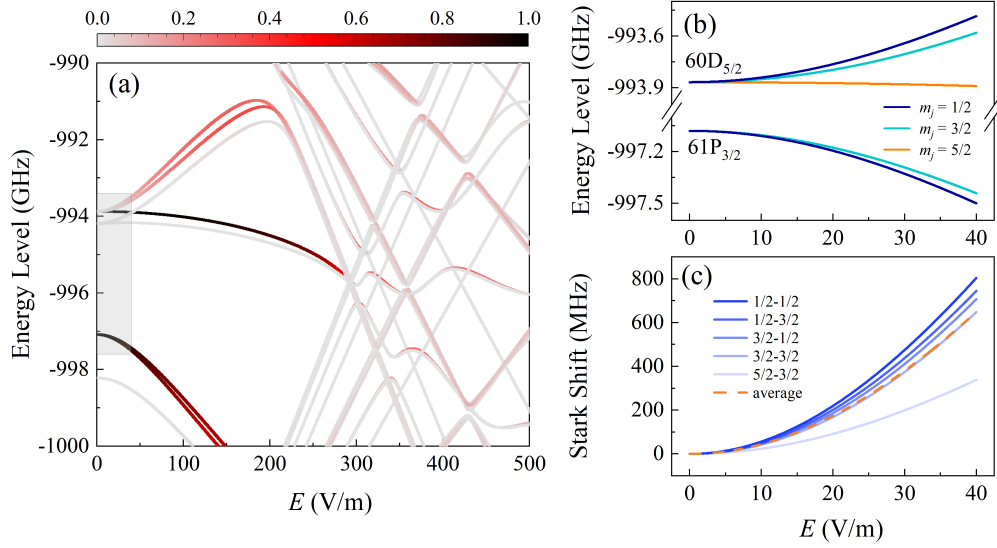 0.0 0.2 0.4 0.6 0.8 1.0
(a)
Energy Level (GHz)
-990
-992
-994
-996
-998
-1000
0 100 200 300 400 500
E (V/m)
(b)
Energy Level (GHz)
-993.6
-993.9
-997.2
-997.5
60D5/2
61P3/2
mj = 1/2
mj = 3/2
mj = 5/2
0 10 20 30 40
(c)
Stark Shift (MHz)
800
600
400
200
0
1/2-1/2
1/2-3/2
3/2-1/2
3/2-3/2
5/2-3/2
average
0 10 20 30 40
E (V/m)